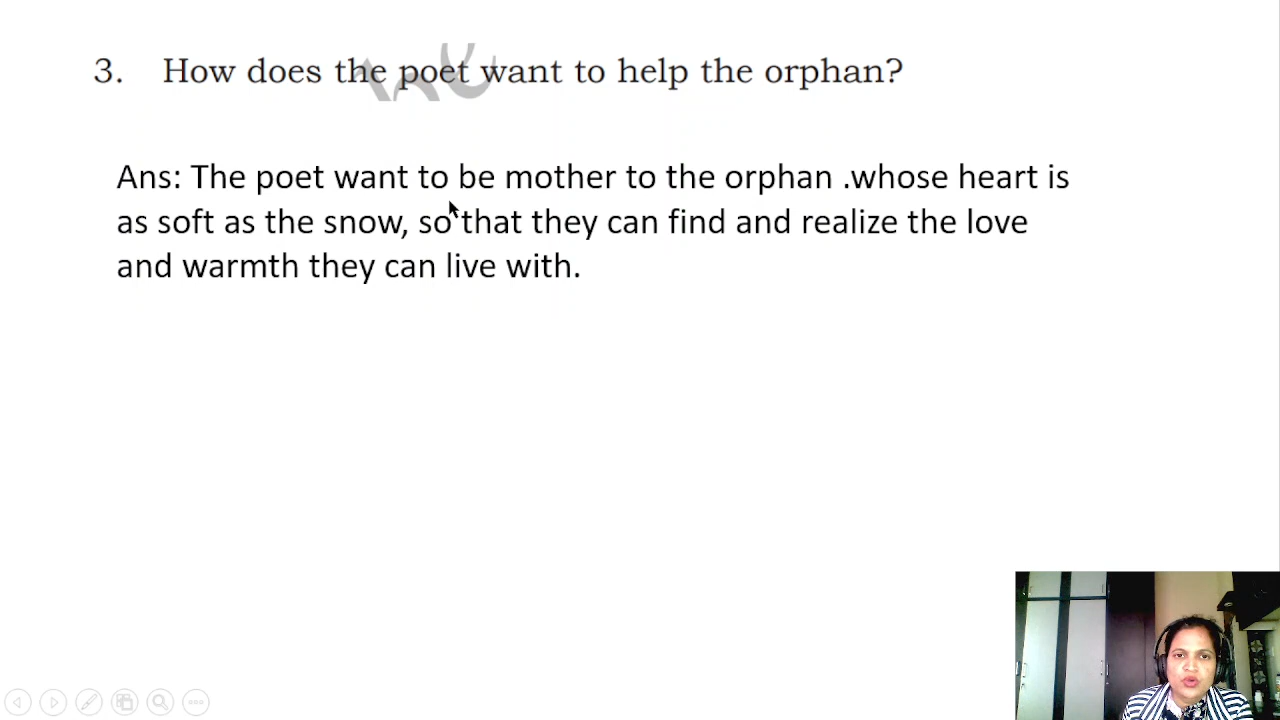 3. How does the poet want to help the orphan?
Ans: The poet want to be mother to the orphan .whose heart is
as soft as the snow, so that they can find and realize the love
and warmth they can live with.